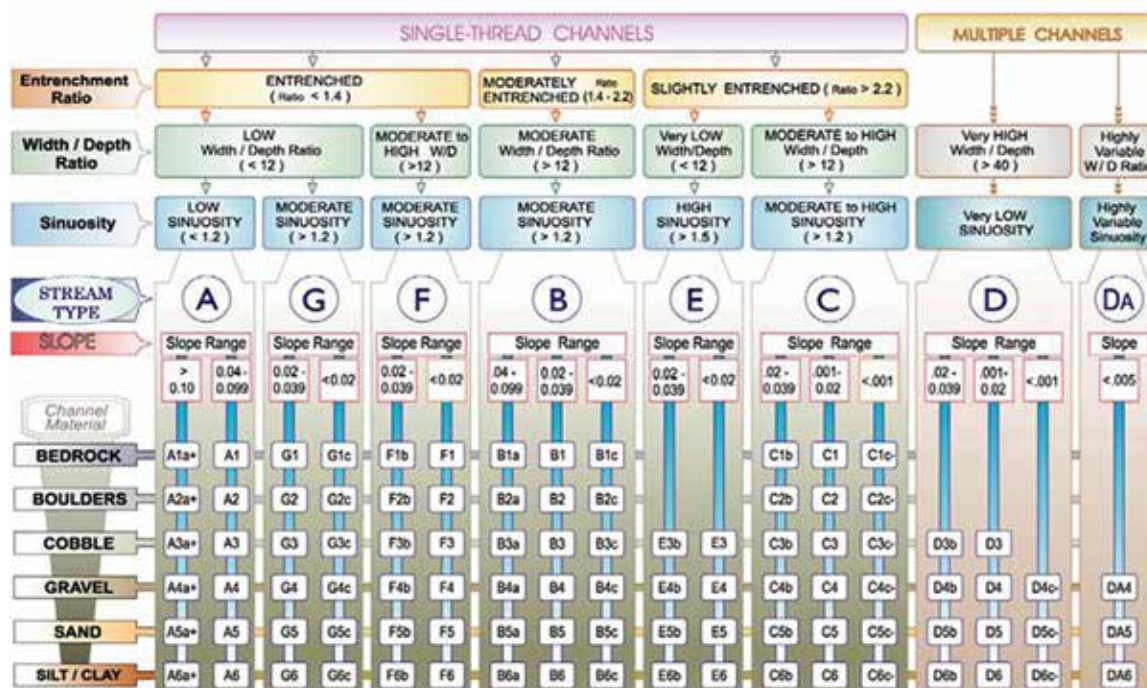 SINGLE-THREAD CHANNELS
MULTIPLE CHANNELS
Entrenchment
Ratio
ENTRENCHED
( Ratio < 1.4 )
MODERATELY Ratio
ENTRENCHED (1.4 - 2.2)
SLIGHTLY ENTRENCHED ( Ratio > 2.2 )
Width / Depth
Ratio
LOW
Width / Depth Ratio
( < 12 )
MODERATE to
HIGH W/D
( >12 )
MODERATE
Width / Depth Ratio
( > 12 )
Very LOW
Width/Depth
( < 12 )
MODERATE to HIGH
Width / Depth
( > 12 )
Very HIGH
Width / Depth
( > 40 )
Highly
Variable
W / D Ratio
Sinuosity
LOW
SINUOSITY
( < 1.2 )
MODERATE
SINUOSITY
( > 1.2 )
MODERATE
SINUOSITY
( > 1.2 )
MODERATE
SINUOSITY
( > 1.2 )
HIGH
SINUOSITY
( > 1.5 )
MODERATE to HIGH
SINUOSITY
( > 1.2 )
Very LOW
SINUOSITY
Highly
Variable
Sinuosity
STREAM
TYPE
A G F B E C D DA
SLOPE
Slope Range Slope Range Slope Range Slope Range Slope Range Slope Range Slope Range Slope
> 0.04 - 0.02 - 0.02 - .04 - 0.02 - 0.02 - .02 - .001- .02 - .001-
0.10 0.099 0.039 <0.02 0.039 <0.02 0.099 0.039 <0.02 0.039 <0.02 0.039 0.02 <.001 0.039 0.02 <.001 <.005
Channel
Material
BEDROCK A1a+ A1 G1 G1c F1b F1 B1a B1 B1c C1b C1 C1c-
BOULDERS A2a+ A2 G2 G2c F2b F2 B2a B2 B2c C2b C2 C2c-
COBBLE A3a+ A3 G3 G3c F3b F3 B3a B3 B3c E3b E3 C3b C3 C3c- D3b D3
GRAVEL A4a+ A4 G4 G4c F4b F4 B4a B4 B4c E4b E4 C4b C4 C4c- D4b D4 D4c- DA4
SAND A5a+ A5 G5 G5c F5b F5 B5a B5 B5c E5b E5 C5b C5 C5c- D5b D5 D5c- DA5
SILT / CLAY A6a+ A6 G6 G6c F6b F6 B6a B6 B6c E6b E6 C6b C6 C6c- D6b D6 D6c- DA6